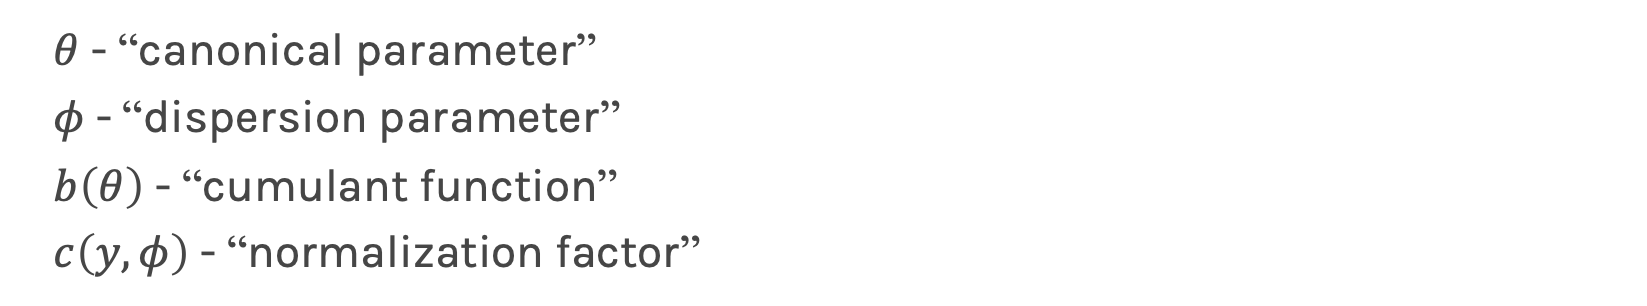 θ - “canonical parameter”
ϕ - “dispersion parameter”
b(θ) - “cumulant function”
c(y, ϕ) - “normalization factor”